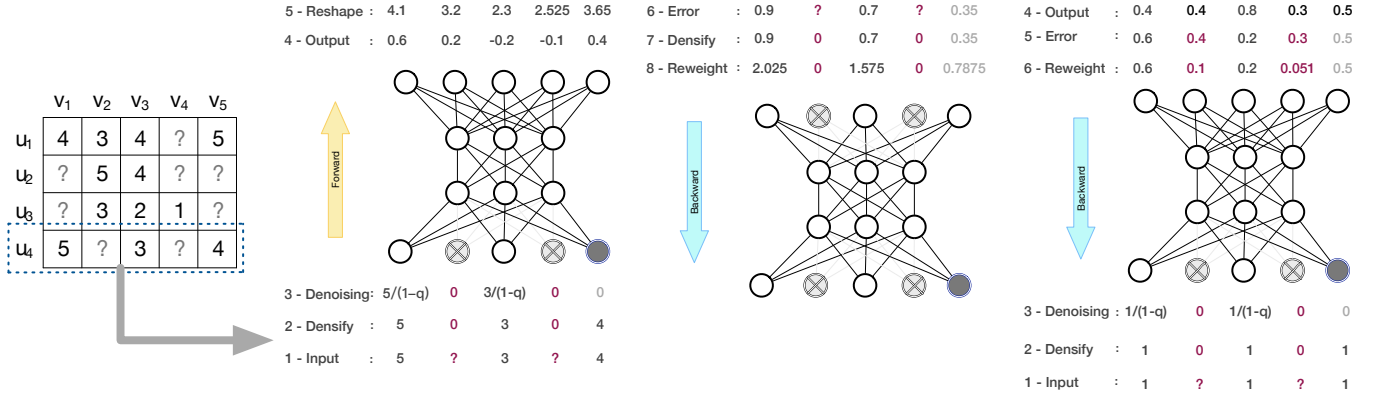 v1 v2 v3 v4 v5
u1 4 3 4 ? 5
u2 ? 5 4 ? ?
u3 ? 3 2 1 ?
u4 5 ? 3 ? 4
5 - Reshape : 4.1 3.2 2.3 2.525 3.65
4 - Output : 0.6 0.2 -0.2 -0.1 0.4
Forward
3 - Denoising: 5/(1-q) 0 3/(1-q) 0 0
2 - Densify : 5 0 3 0 4
1 - Input : 5 ? 3 ? 4
6 - Error : 0.9 ? 0.7 ? 0.35
7 - Densify : 0.9 0 0.7 0 0.35
8 - Reweight : 2.025 0 1.575 0 0.7875
Backward
4 - Output : 0.4 0.4 0.8 0.3 0.5
5 - Error : 0.6 0.4 0.2 0.3 0.5
6 - Reweight : 0.6 0.1 0.2 0.051 0.5
Backward
3 - Denoising : 1/(1-q) 0 1/(1-q) 0 0
2 - Densify : 1 0 1 0 1
1 - Input : 1 ? 1 ? 1